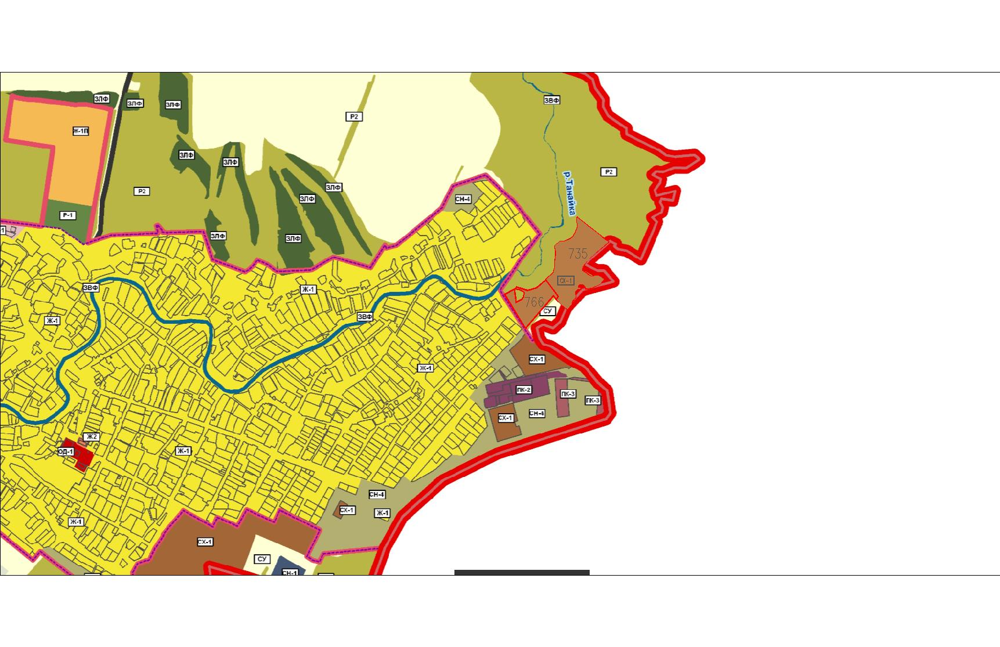 ЗВФ
ЗЛФ
ЗЛФ
ЗЛФ
Р2
Ж-1П
ЗЛФ
ЗЛФ
Р2
р.Танайка
Р2
ЗЛФ
ЗЛФ
СН-4
Р-1
1
ЗЛФ
ЗЛФ
735
СХ-1
ЗВФ
Ж-1
766
СУ
ЗВФ
Ж-1
СХ-1
Ж-1
ПК-2
ПК-3
ПК-3
СН-4
СХ-1
Ж2
ОД-1
Ж-1
СН-4
СХ-1
Ж-1
Ж-1
СХ-1
СУ
СН-1